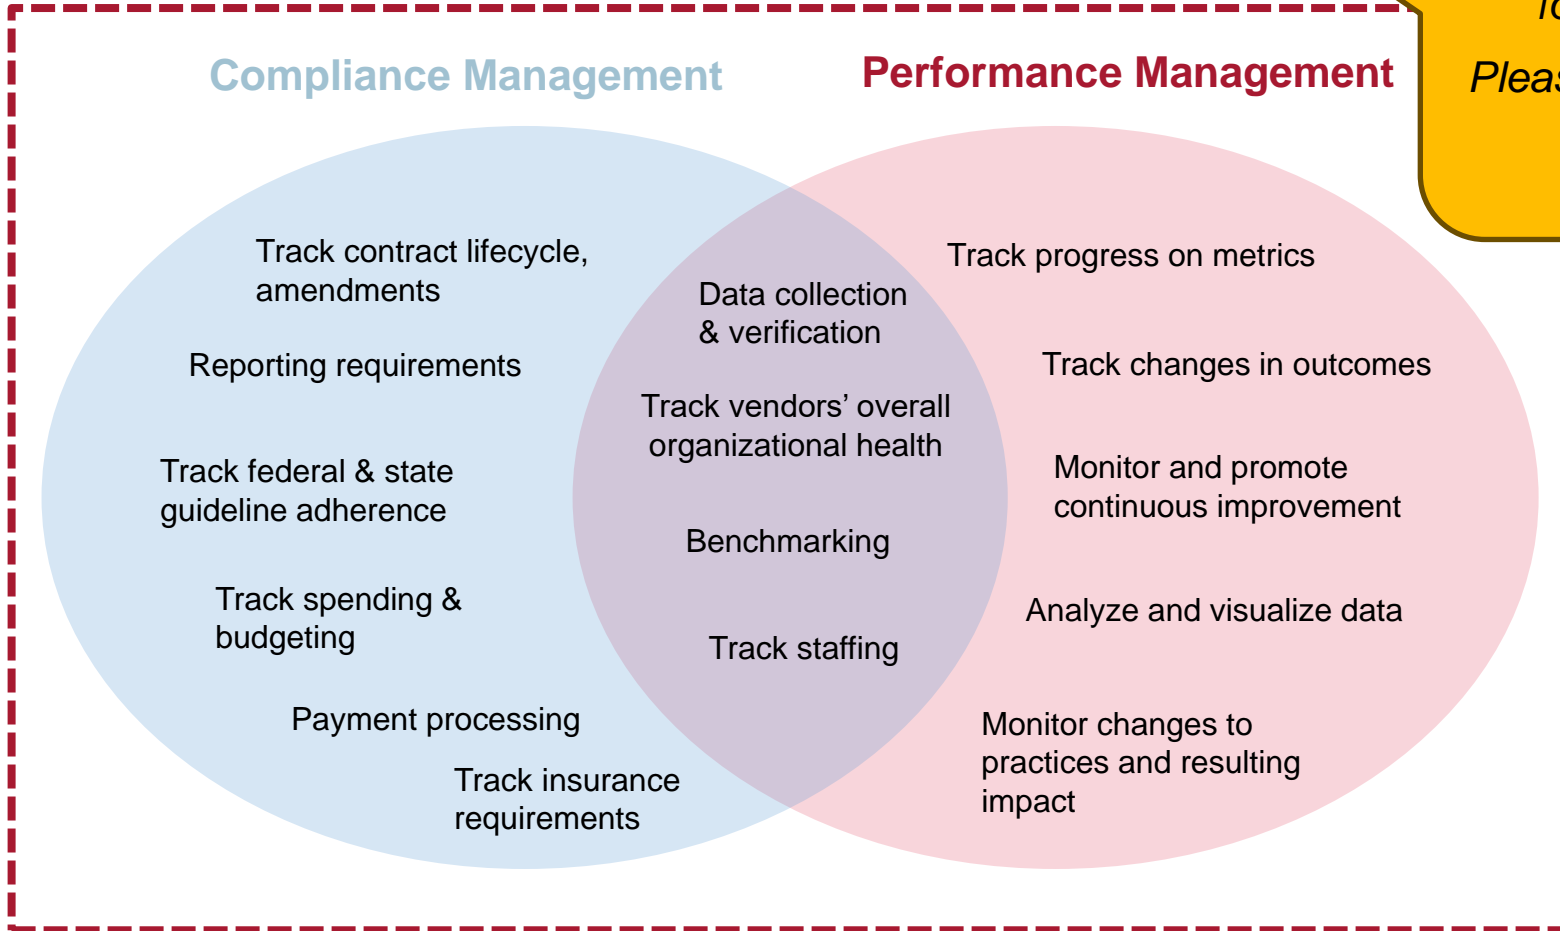 Compliance Management
Performance Management
Track contract lifecycle,
amendments
Reporting requirements
Track federal & state
guideline adherence
Track spending &
budgeting
Payment processing
Track insurance
requirements
Data collection
& verification
Track vendors’ overall
organizational health
Benchmarking
Track staffing
Track progress on metrics
Track changes in outcomes
Monitor and promote
continuous improvement
Analyze and visualize data
Monitor changes to
practices and resulting
impact